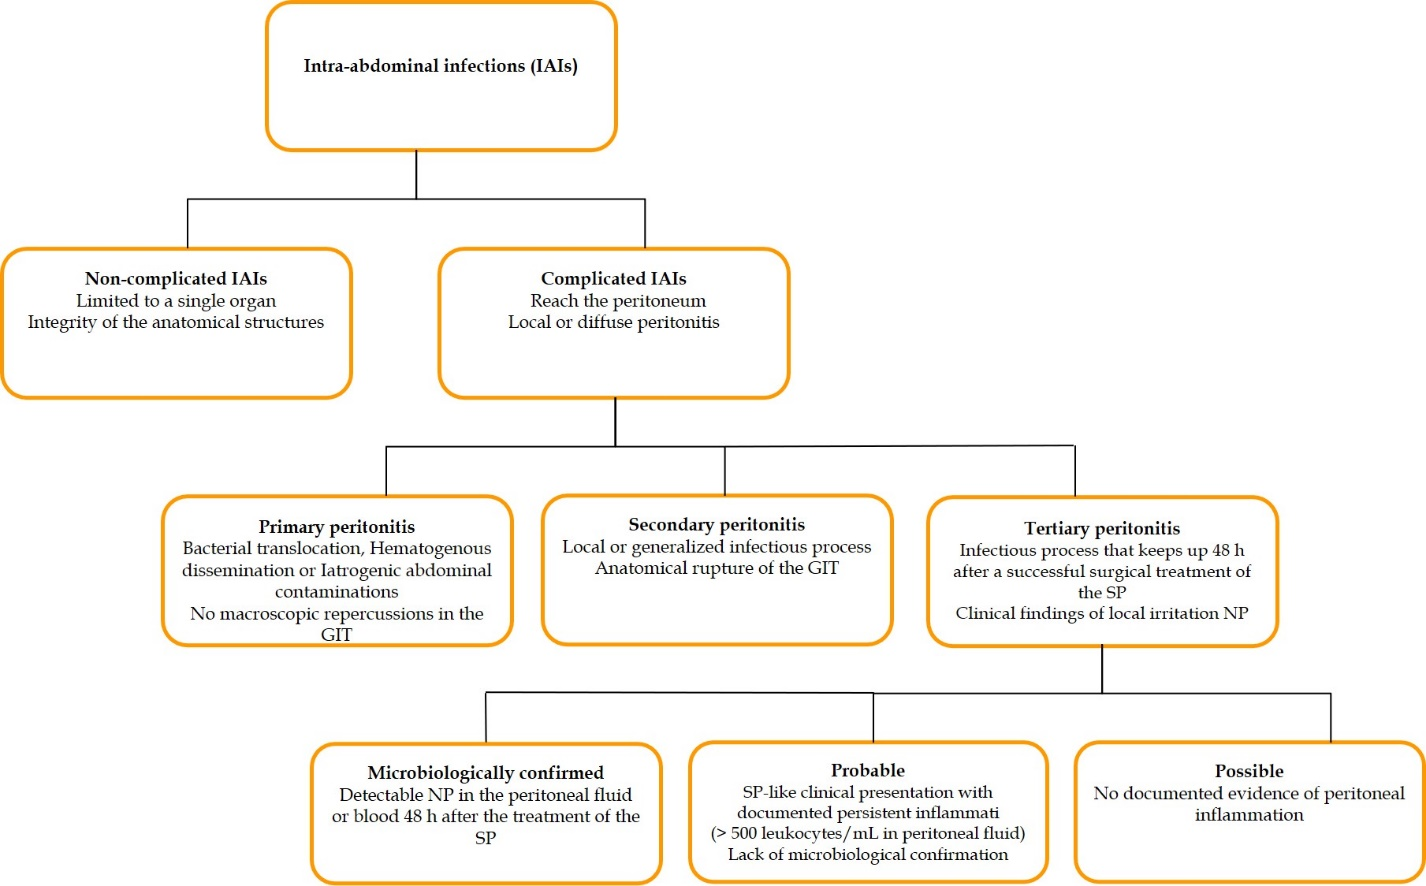 Intra-abdominal infections (IAIs)
Non-complicated IAIs
Limited to a single organ
Integrity of the anatomical structures
Complicated IAIs
Reach the peritoneum
Local or diffuse peritonitis
Primary peritonitis
Bacterial translocation, Hematogenous
dissemination or Iatrogenic abdominal
contaminations
No macroscopic repercussions in the
GIT
Secondary peritonitis
Local or generalized infectious process
Anatomical rupture of the GIT
Tertiary peritonitis
Infectious process that keeps up 48 h
after a successful surgical treatment of
the SP
Clinical findings of local irritation NP
Microbiologically confirmed
Detectable NP in the peritoneal fluid
or blood 48 h after the treatment of the
SP
Probable
SP-like clinical presentation with
documented persistent inflammati
(> 500 leukocytes/mL in peritoneal fluid)
Lack of microbiological confirmation
Possible
No documented evidence of peritoneal
inflammation